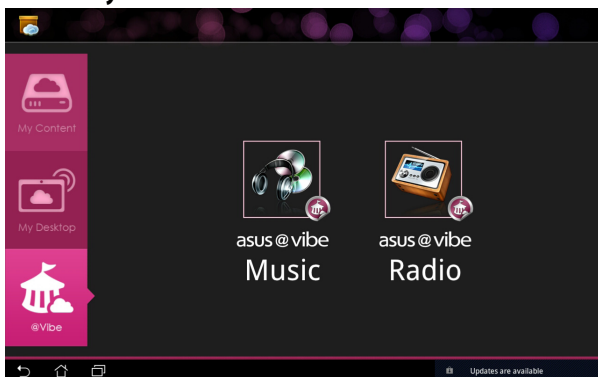 My Content
My Desktop
@Vibe
asus@vibe
Music
asus@vibe
Radio
Updates are available